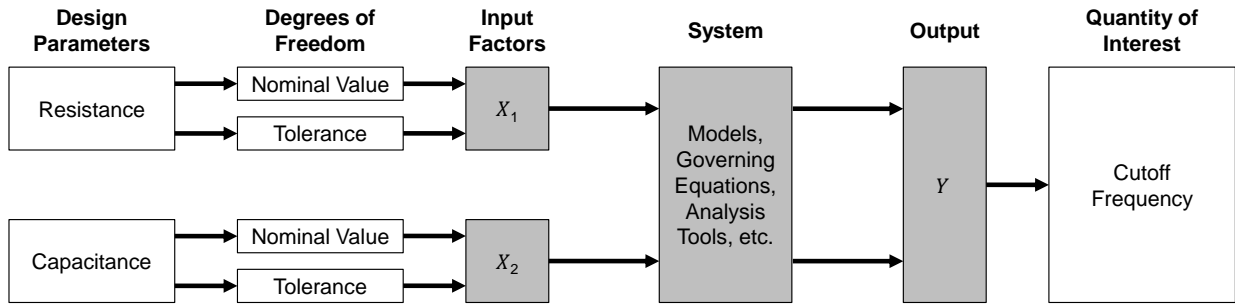 Design
Parameters
Degrees of
Freedom
Input
Factors
System
Output
Quantity of
Interest
Resistance
Nominal Value
Tolerance
X₁
Capacitance
Nominal Value
Tolerance
X₂
Models,
Governing
Equations,
Analysis
Tools, etc.
Y
Cutoff
Frequency